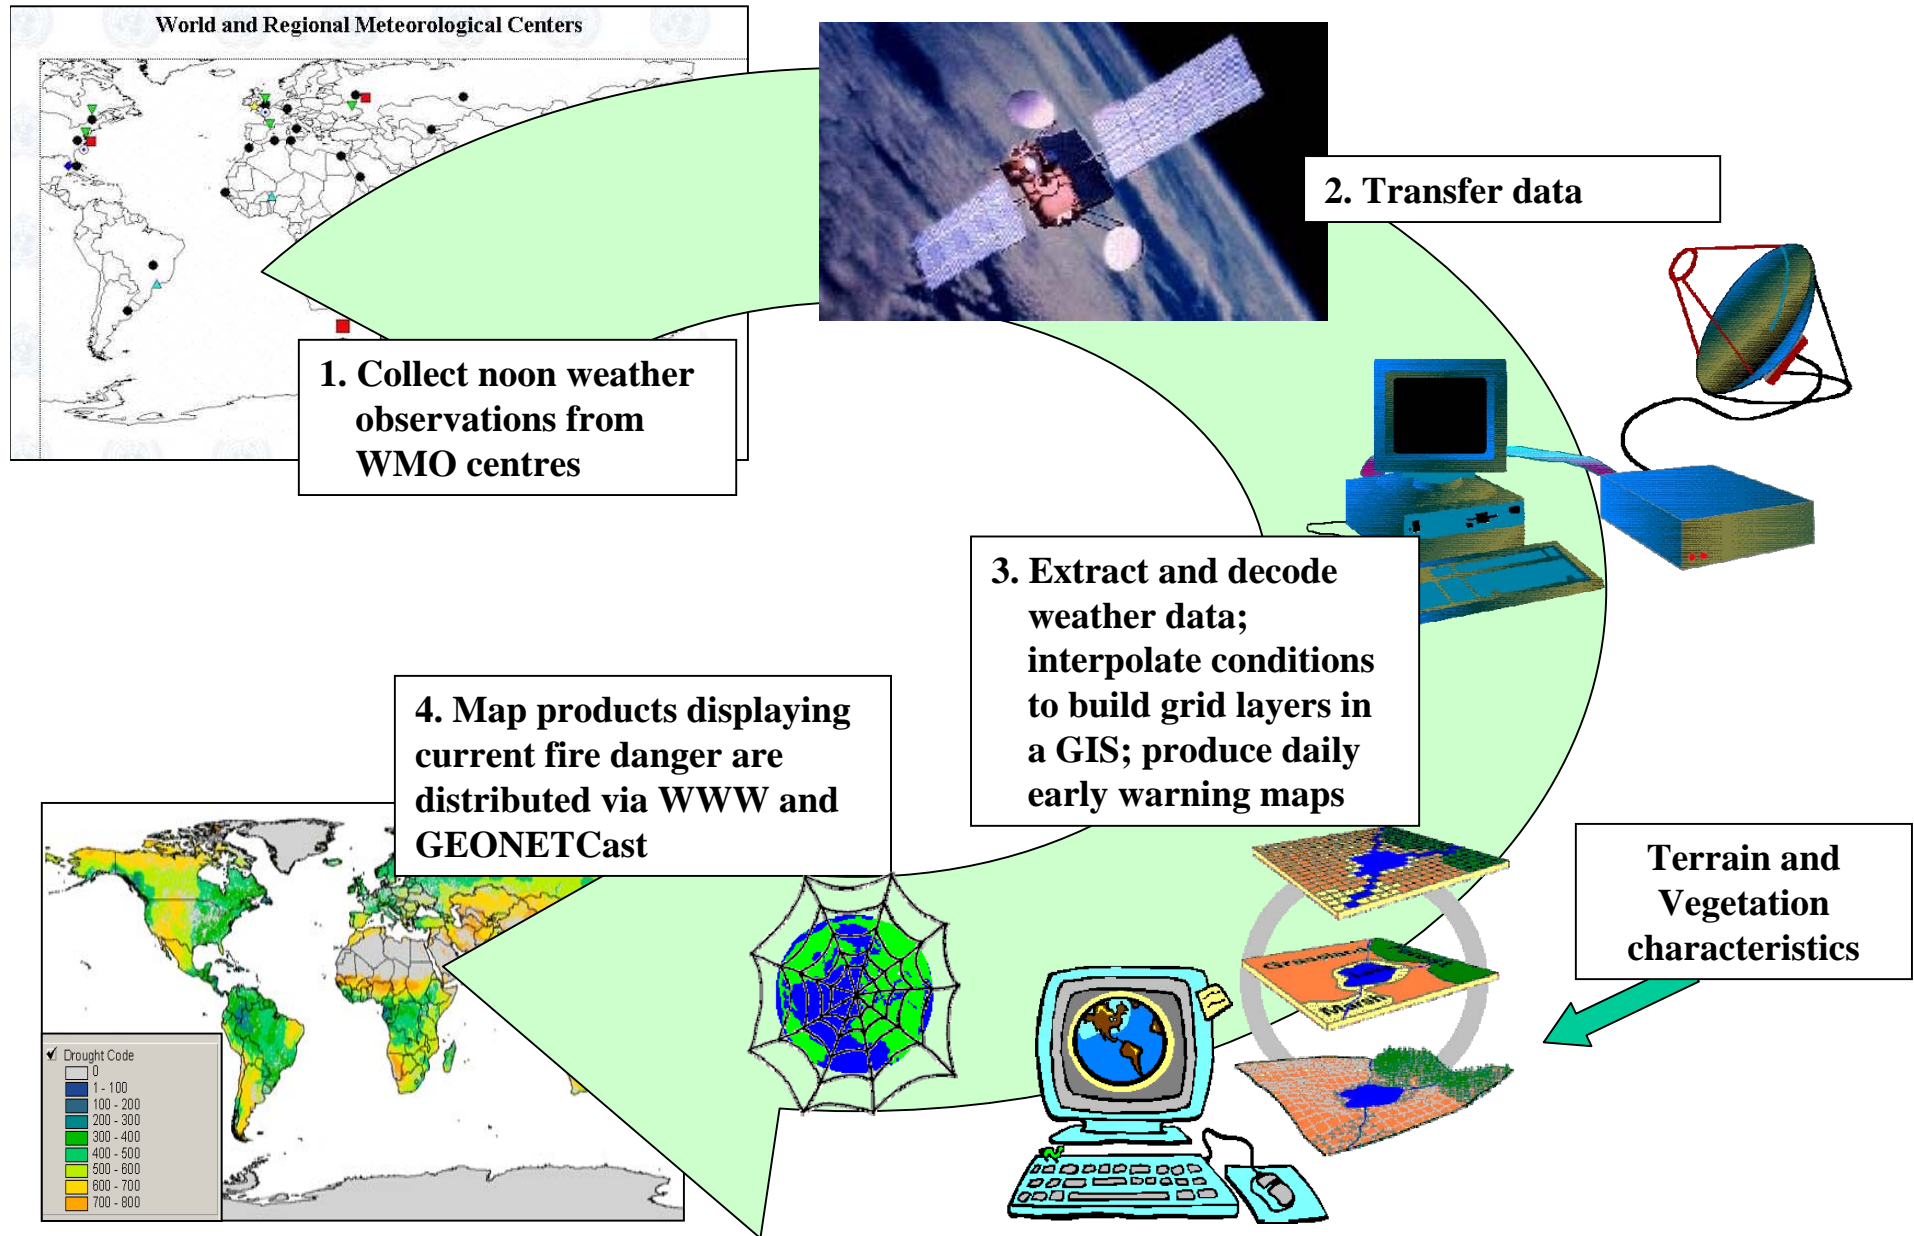 World and Regional Meteorological Centers
1. Collect noon weather
observations from
WMO centres
2. Transfer data
3. Extract and decode
weather data;
interpolate conditions
to build grid layers in
a GIS; produce daily
early warning maps
4. Map products displaying
current fire danger are
distributed via WWW and
GEONETCast
Terrain and
Vegetation
characteristics
Grassland
Marsh
Drought Code
0
1 - 100
100 - 200
200 - 300
300 - 400
400 - 500
500 - 600
600 - 700
700 - 800